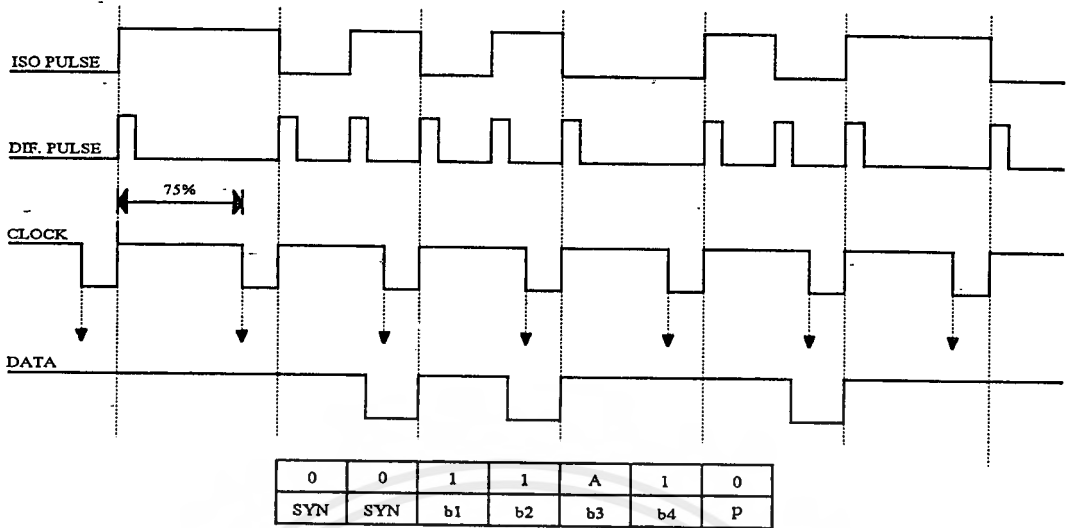 ISO PULSE
DIF. PULSE
75%
CLOCK
DATA
0 0 1 1 A 1 0
SYN SYN b1 b2 b3 b4 P